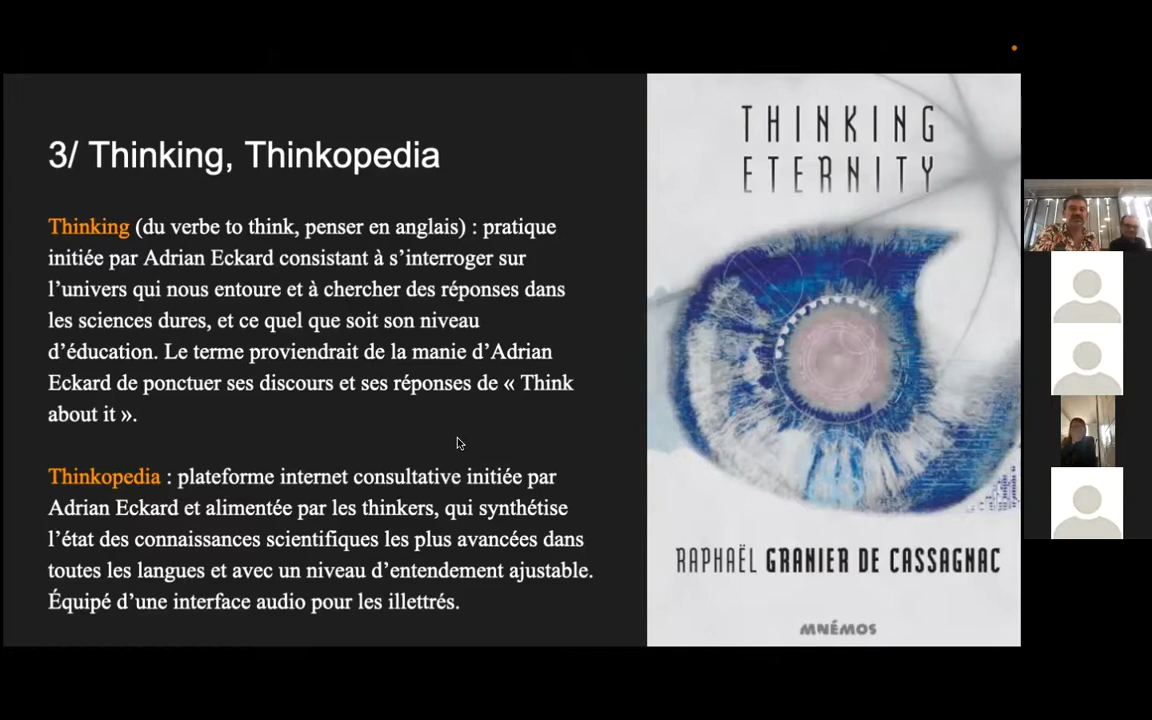 3/ Thinking, Thinkopedia
Thinking (du verbe to think, penser en anglais) : pratique
initiée par Adrian Eckard consistant à s’interroger sur
l’univers qui nous entoure et à chercher des réponses dans
les sciences dures, et ce quel que soit son niveau
d’éducation. Le terme proviendrait de la manie d’Adrian
Eckard de ponctuer ses discours et ses réponses de « Think
about it ».
Thinkopedia : plateforme internet consultative initiée par
Adrian Eckard et alimentée par les thinkers, qui synthétise
l’état des connaissances scientifiques les plus avancées dans
toutes les langues et avec un niveau d’entendement ajustable.
Équipé d’une interface audio pour les illettrés.
THINKING
ETERNITY
RAPHAËL GRANIER DE CASSAGNAC
MNÉMOS